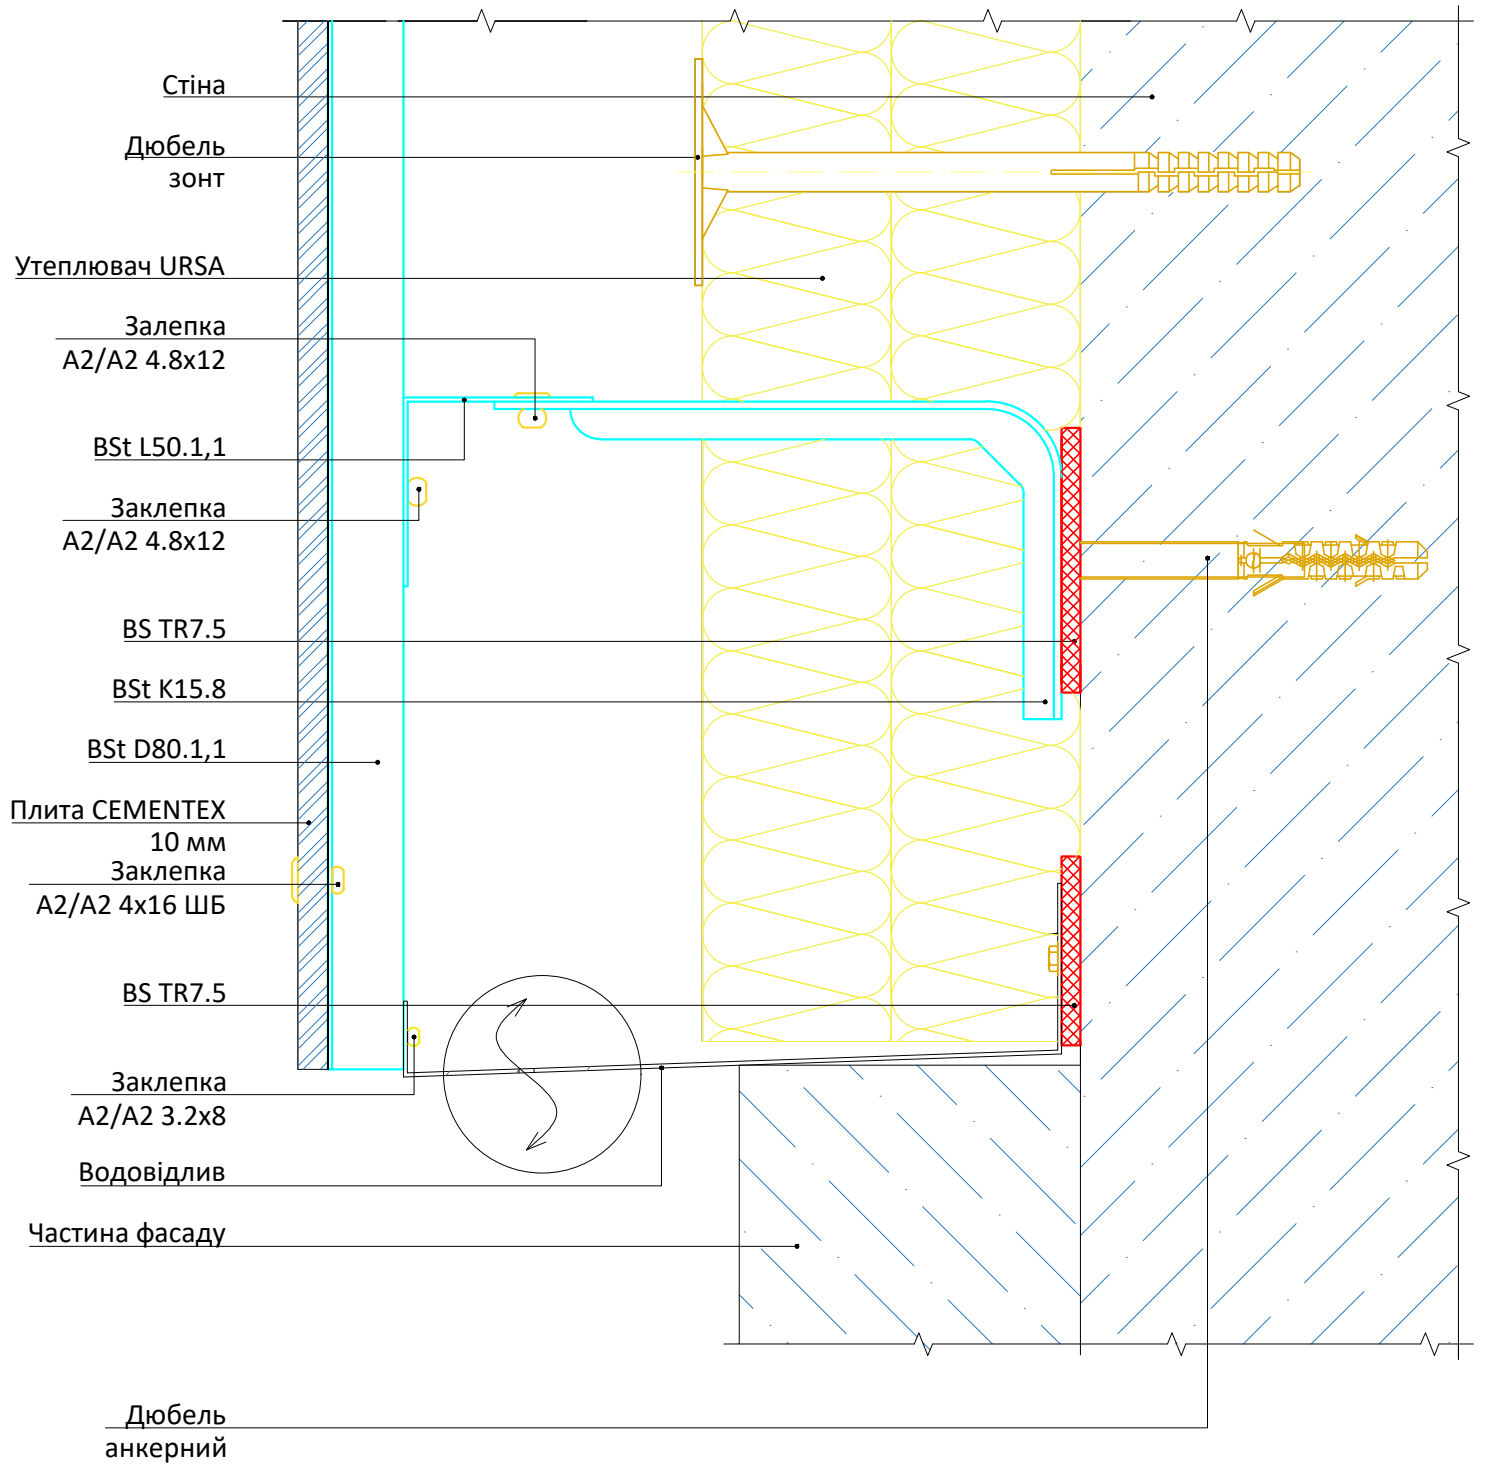 Стіна
Дюбель
зонт
Утеплювач URSA
Залепка
A2/A2 4.8x12
BSt L50.1,1
Заклепка
A2/A2 4.8x12
BS TR7.5
BSt K15.8
BSt D80.1,1
Плита CEMENTEX
10 мм
Заклепка
A2/A2 4x16 ШБ
BS TR7.5
Заклепка
A2/A2 3.2x8
Водовідлив
Частина фасаду
Дюбель
анкерний